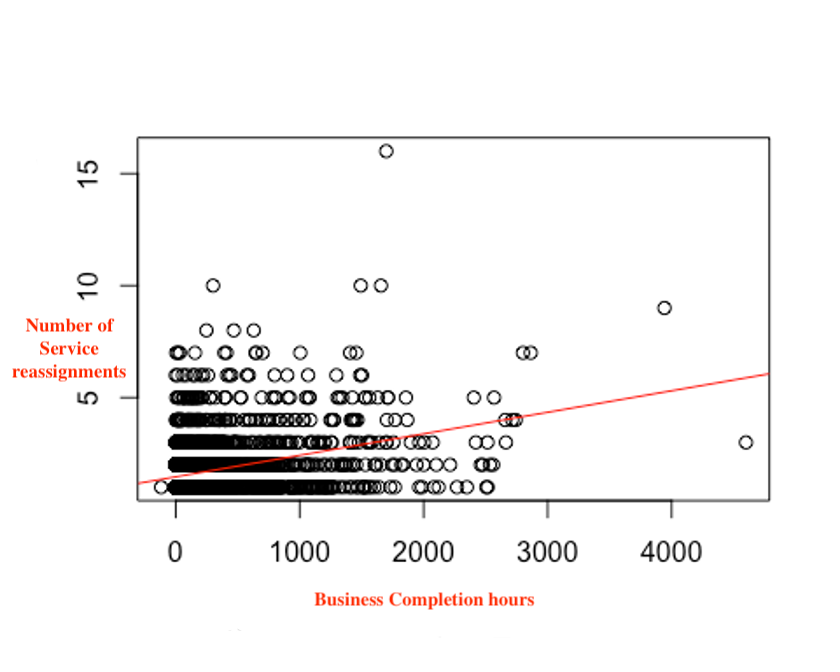 15
10
5
Number of
Service
reassignments
0 1000 2000 3000 4000
Business Completion hours